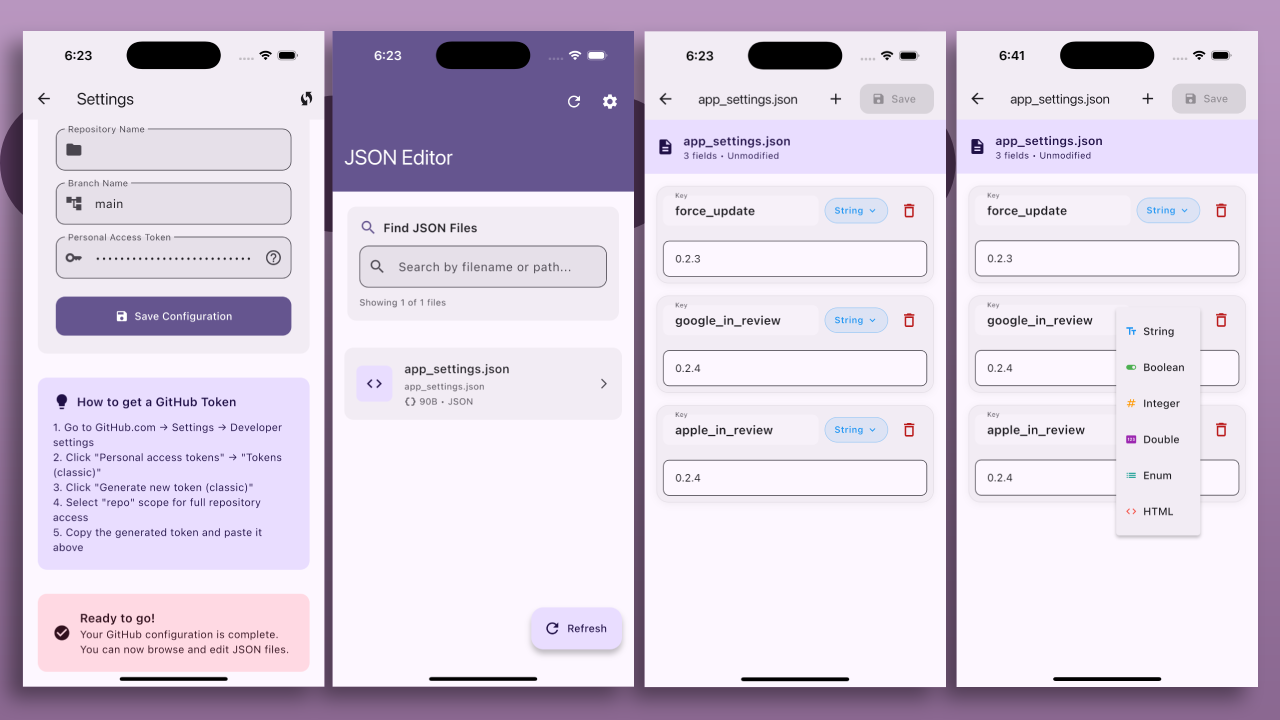 6:23
Settings
Repository Name
Branch Name
main
Personal Access Token
••••••••••••••••••••••••••
Save Configuration
How to get a GitHub Token
1. Go to GitHub.com → Settings → Developer
settings
2. Click "Personal access tokens" → "Tokens
(classic)"
3. Click "Generate new token (classic)"
4. Select "repo" scope for full repository
access
5. Copy the generated token and paste it
above
Ready to go!
Your GitHub configuration is complete.
You can now browse and edit JSON files.
6:23
JSON Editor
Find JSON Files
Search by filename or path...
Showing 1 of 1 files
app_settings.json
app_settings.json
{} 90B • JSON
Refresh
6:23
app_settings.json
+
Save
app_settings.json
3 fields • Unmodified
Key
force_update
String
0.2.3
Key
google_in_review
String
0.2.4
Key
apple_in_review
String
0.2.4
6:41
app_settings.json
+
Save
app_settings.json
3 fields • Unmodified
Key
force_update
String
0.2.3
Key
google_in_review
0.2.4
Key
apple_in_review
0.2.4
Tт String
Boolean
# Integer
123 Double
Enum
<> HTML